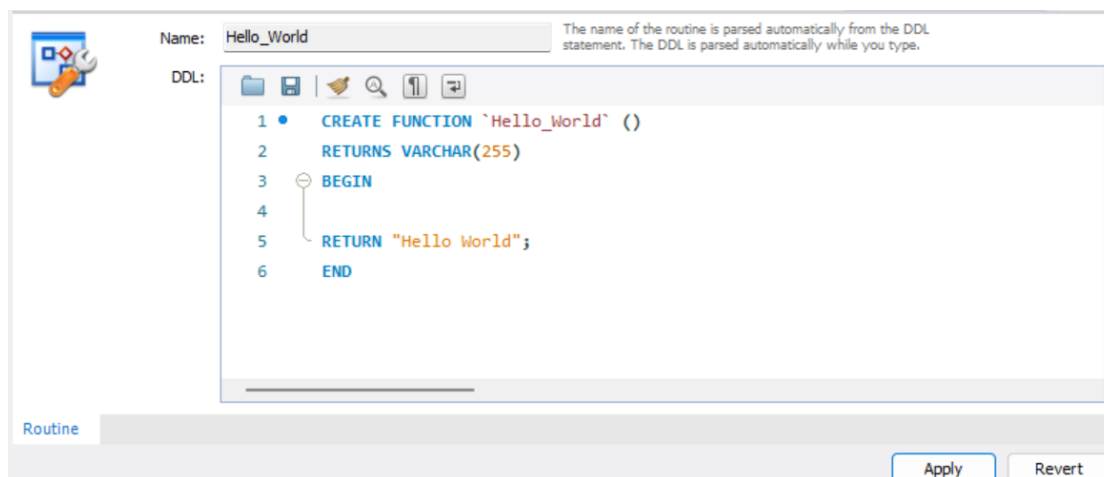 Name: Hello_World The name of the routine is parsed automatically from the DDL
statement. The DDL is parsed automatically while you type.
DDL:
1 CREATE FUNCTION `Hello_World` ()
2 RETURNS VARCHAR(255)
3 BEGIN
4
5 RETURN "Hello World";
6 END
Routine
Apply Revert